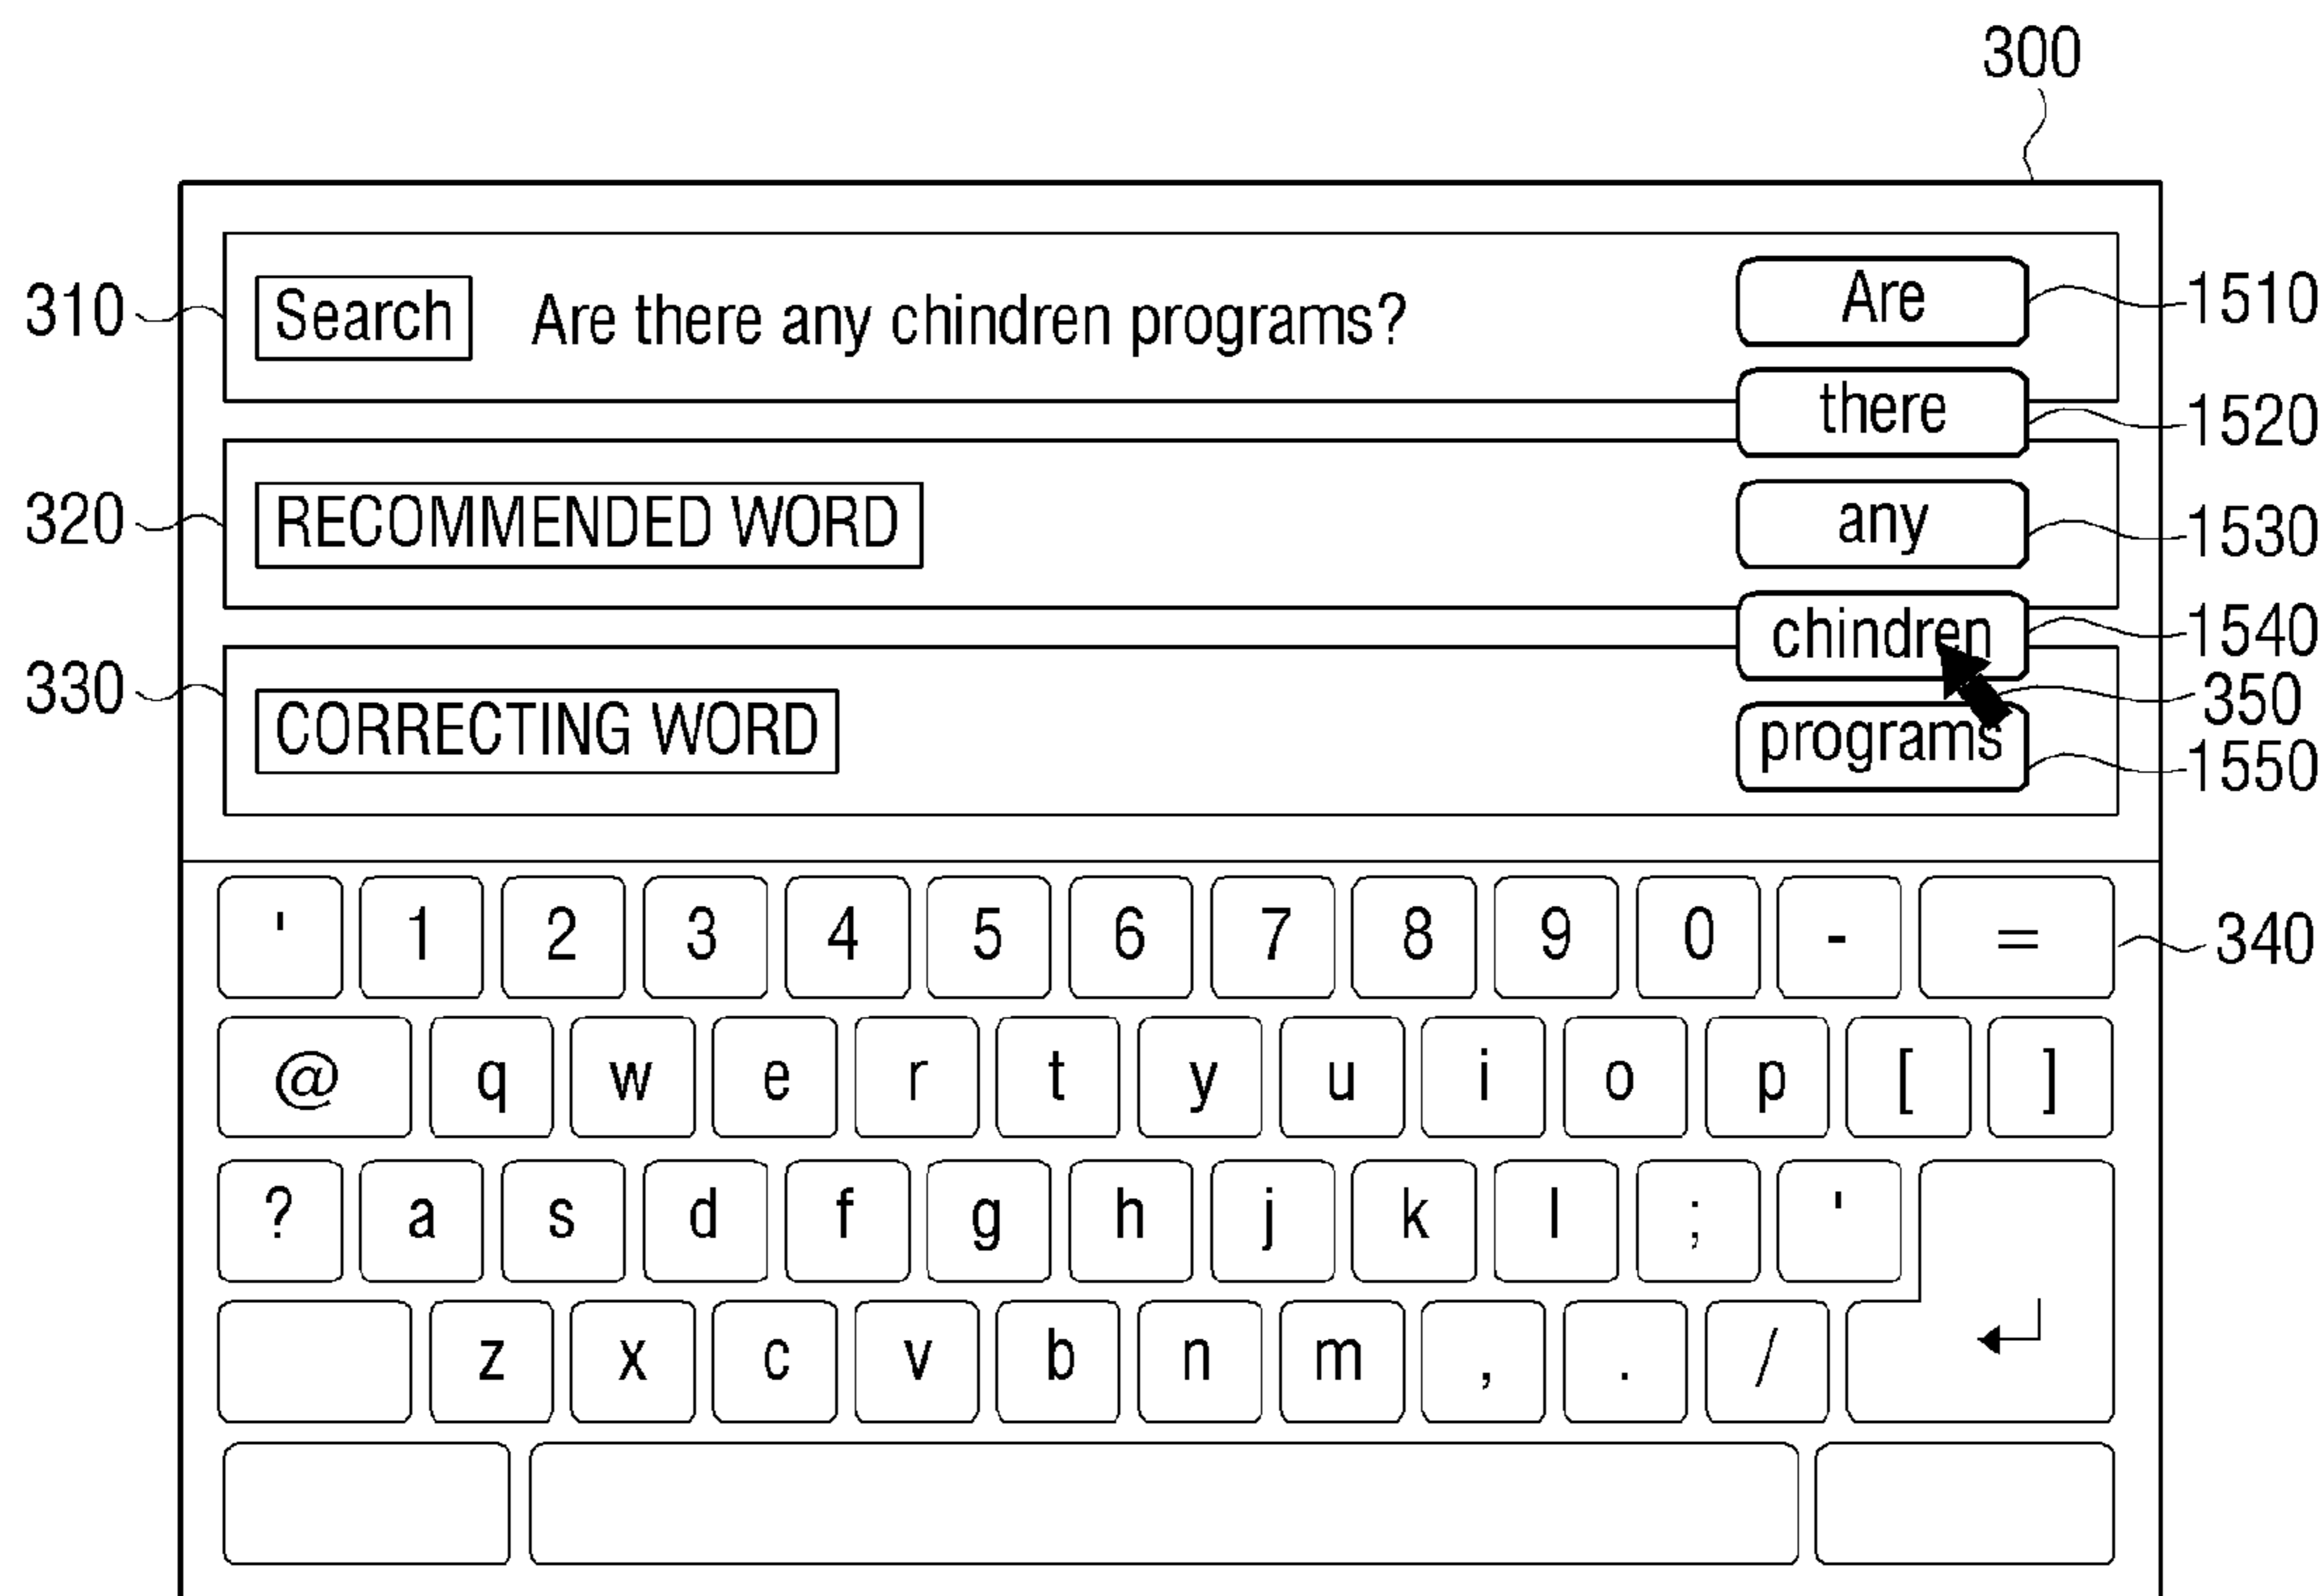 300
310 Search Are there any chindren programs? Are 1510
there 1520
320 RECOMMENDED WORD any 1530
chindren 1540
350
330 CORRECTING WORD programs 1550
' 1 2 3 4 5 6 7 8 9 0 - = 340
@ q w e r t y u i o p [ ]
? a s d f g h j k l ; '
z x c v b n m , . /